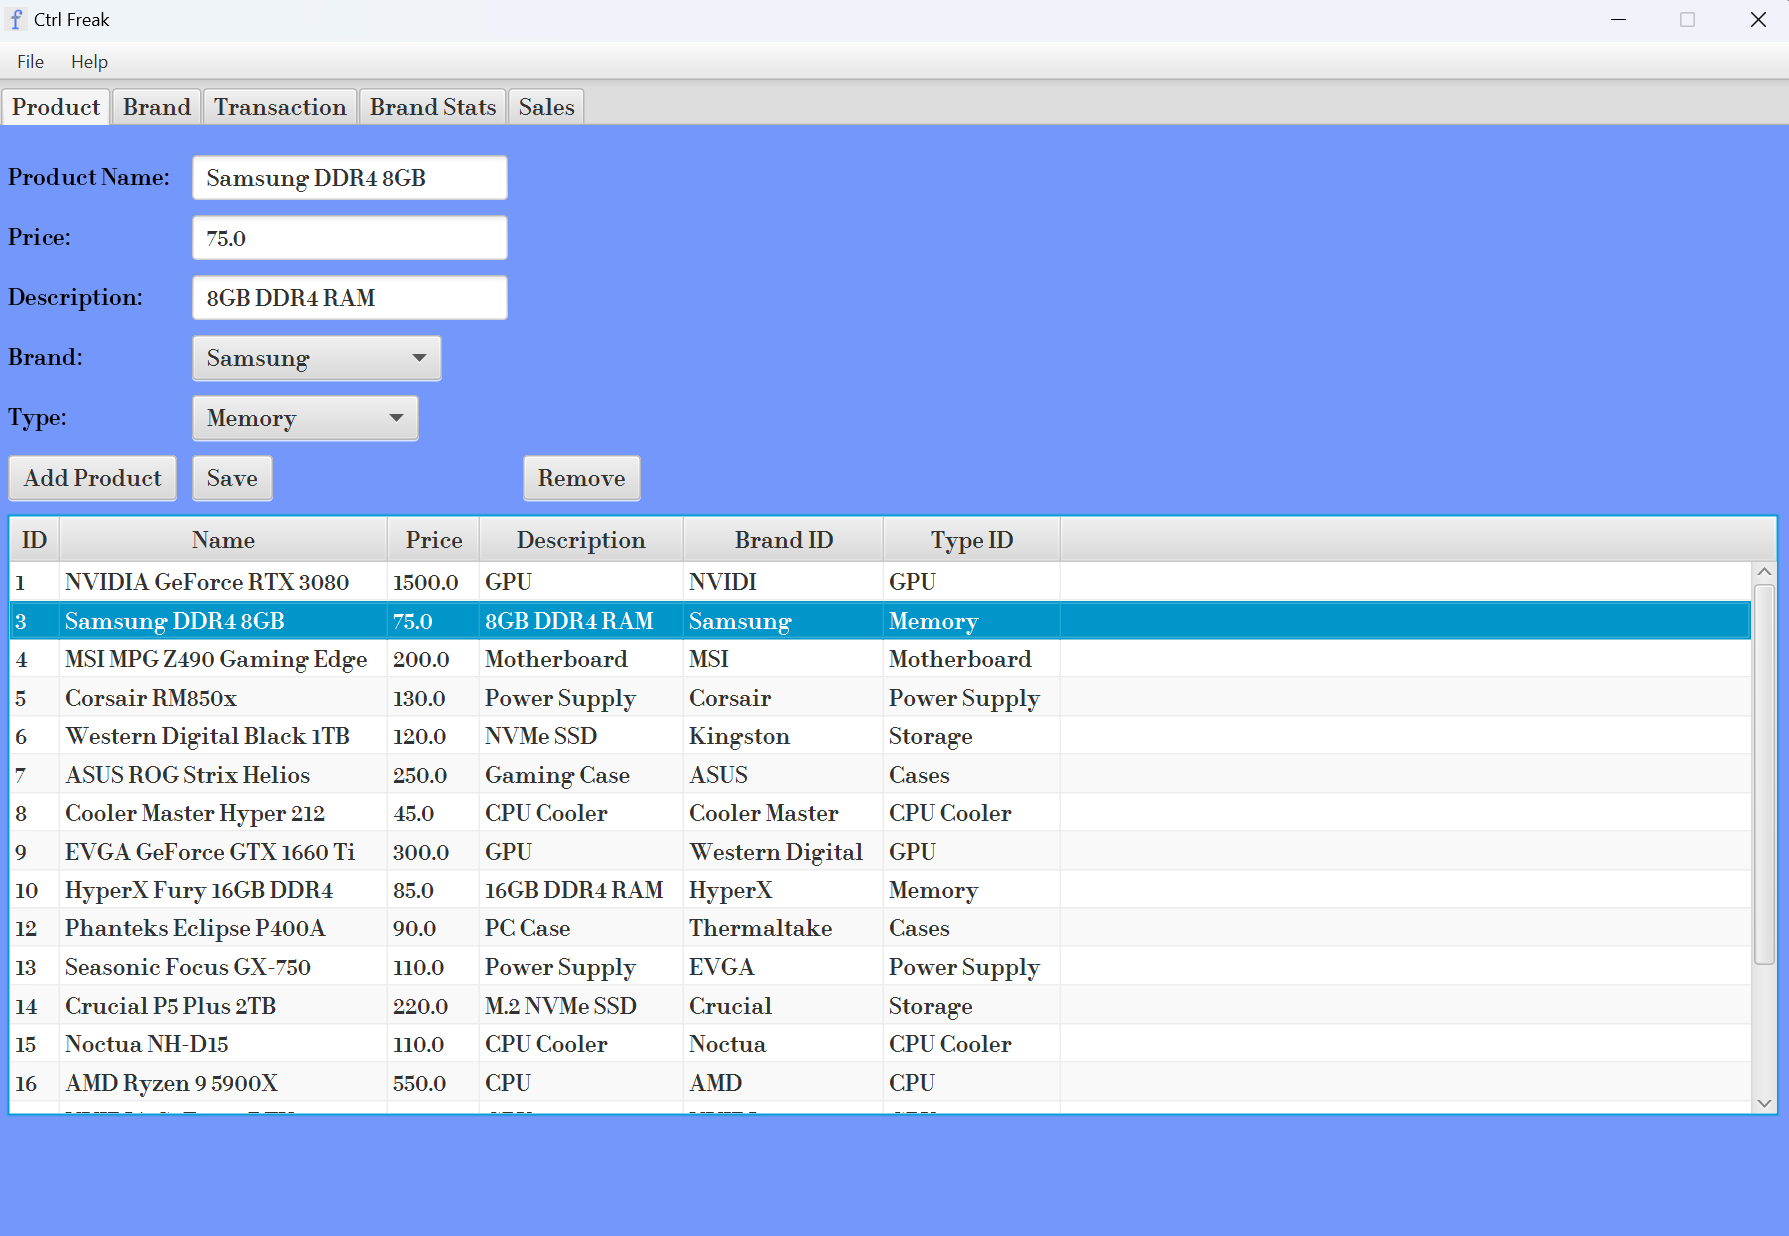 Ctrl Freak
File Help
Product Brand Transaction Brand Stats Sales
Product Name: Samsung DDR4 8GB
Price: 75.0
Description: 8GB DDR4 RAM
Brand: Samsung
Type: Memory
Add Product Save Remove
ID Name Price Description Brand ID Type ID
1 NVIDIA GeForce RTX 3080 1500.0 GPU NVIDI GPU
3 Samsung DDR4 8GB 75.0 8GB DDR4 RAM Samsung Memory
4 MSI MPG Z490 Gaming Edge 200.0 Motherboard MSI Motherboard
5 Corsair RM850x 130.0 Power Supply Corsair Power Supply
6 Western Digital Black 1TB 120.0 NVMe SSD Kingston Storage
7 ASUS ROG Strix Helios 250.0 Gaming Case ASUS Cases
8 Cooler Master Hyper 212 45.0 CPU Cooler Cooler Master CPU Cooler
9 EVGA GeForce GTX 1660 Ti 300.0 GPU Western Digital GPU
10 HyperX Fury 16GB DDR4 85.0 16GB DDR4 RAM HyperX Memory
12 Phanteks Eclipse P400A 90.0 PC Case Thermaltake Cases
13 Seasonic Focus GX-750 110.0 Power Supply EVGA Power Supply
14 Crucial P5 Plus 2TB 220.0 M.2 NVMe SSD Crucial Storage
15 Noctua NH-D15 110.0 CPU Cooler Noctua CPU Cooler
16 AMD Ryzen 9 5900X 550.0 CPU AMD CPU